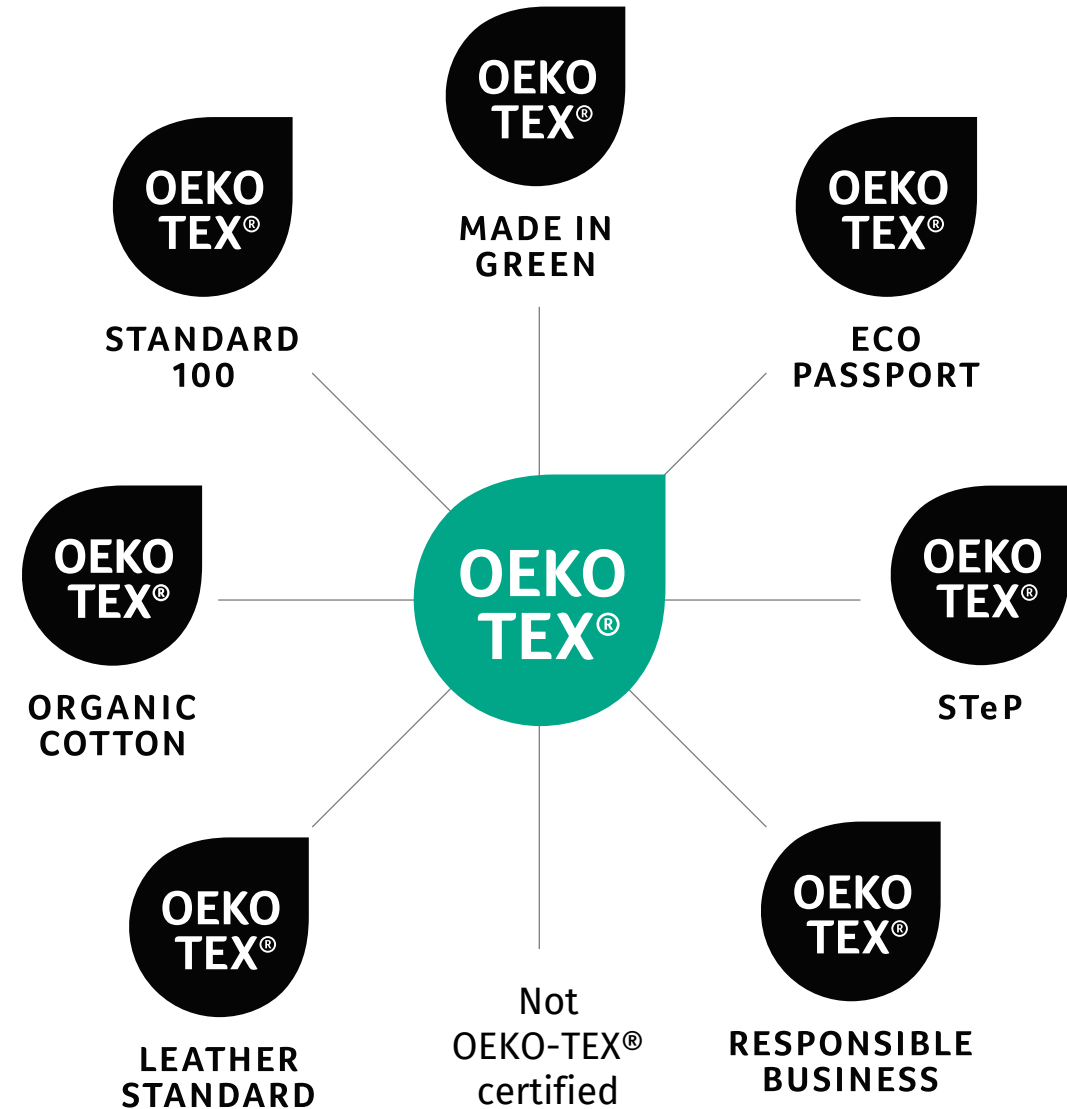 OEKO
TEX®
MADE IN
GREEN
OEKO
TEX®
STANDARD
100
OEKO
TEX®
ECO
PASSPORT
OEKO
TEX®
ORGANIC
COTTON
OEKO
TEX®
OEKO
TEX®
STeP
OEKO
TEX®
LEATHER
STANDARD
Not
OEKO-TEX®
certified
OEKO
TEX®
RESPONSIBLE
BUSINESS